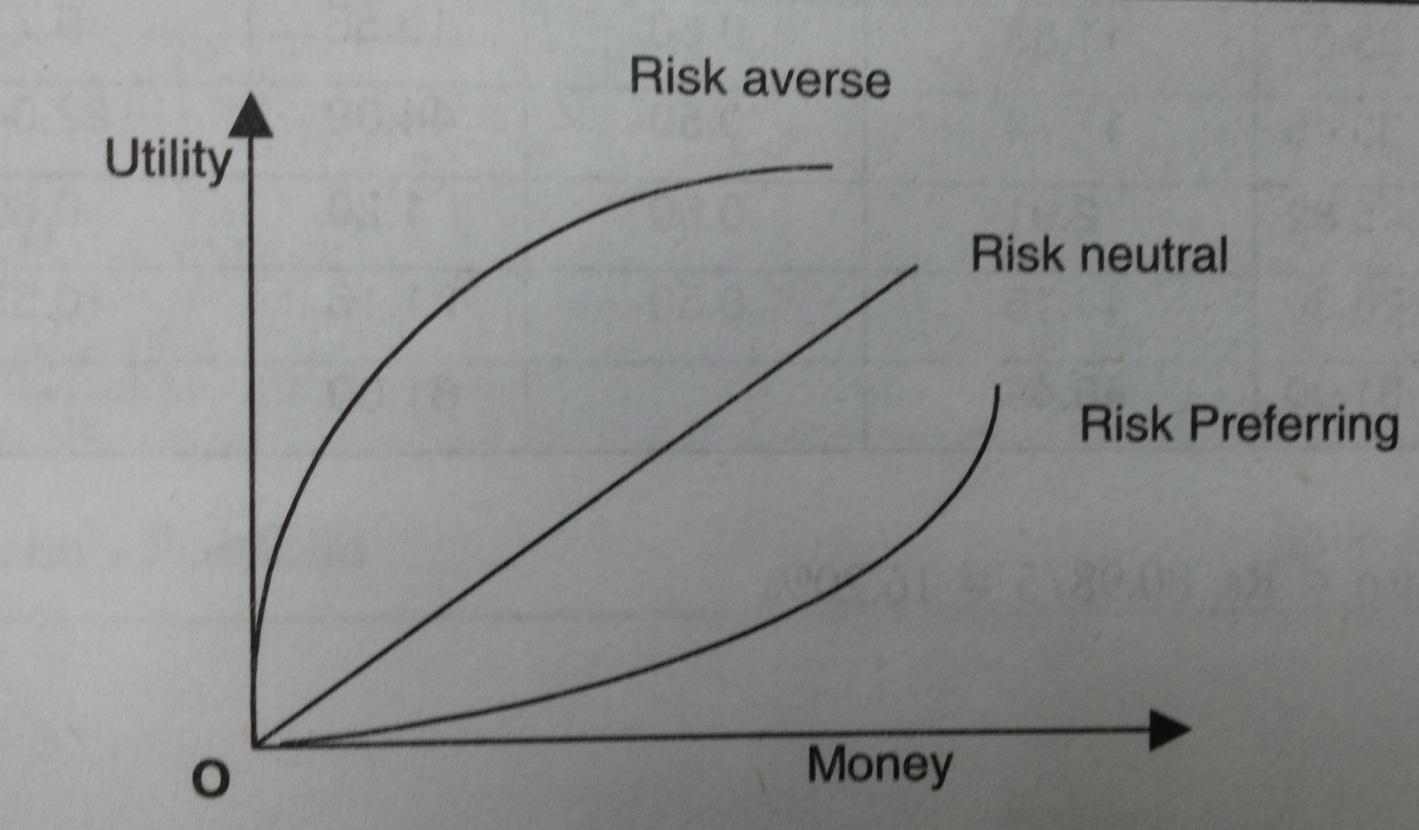 Risk averse
Utility
Risk neutral
Risk Preferring
Money
O